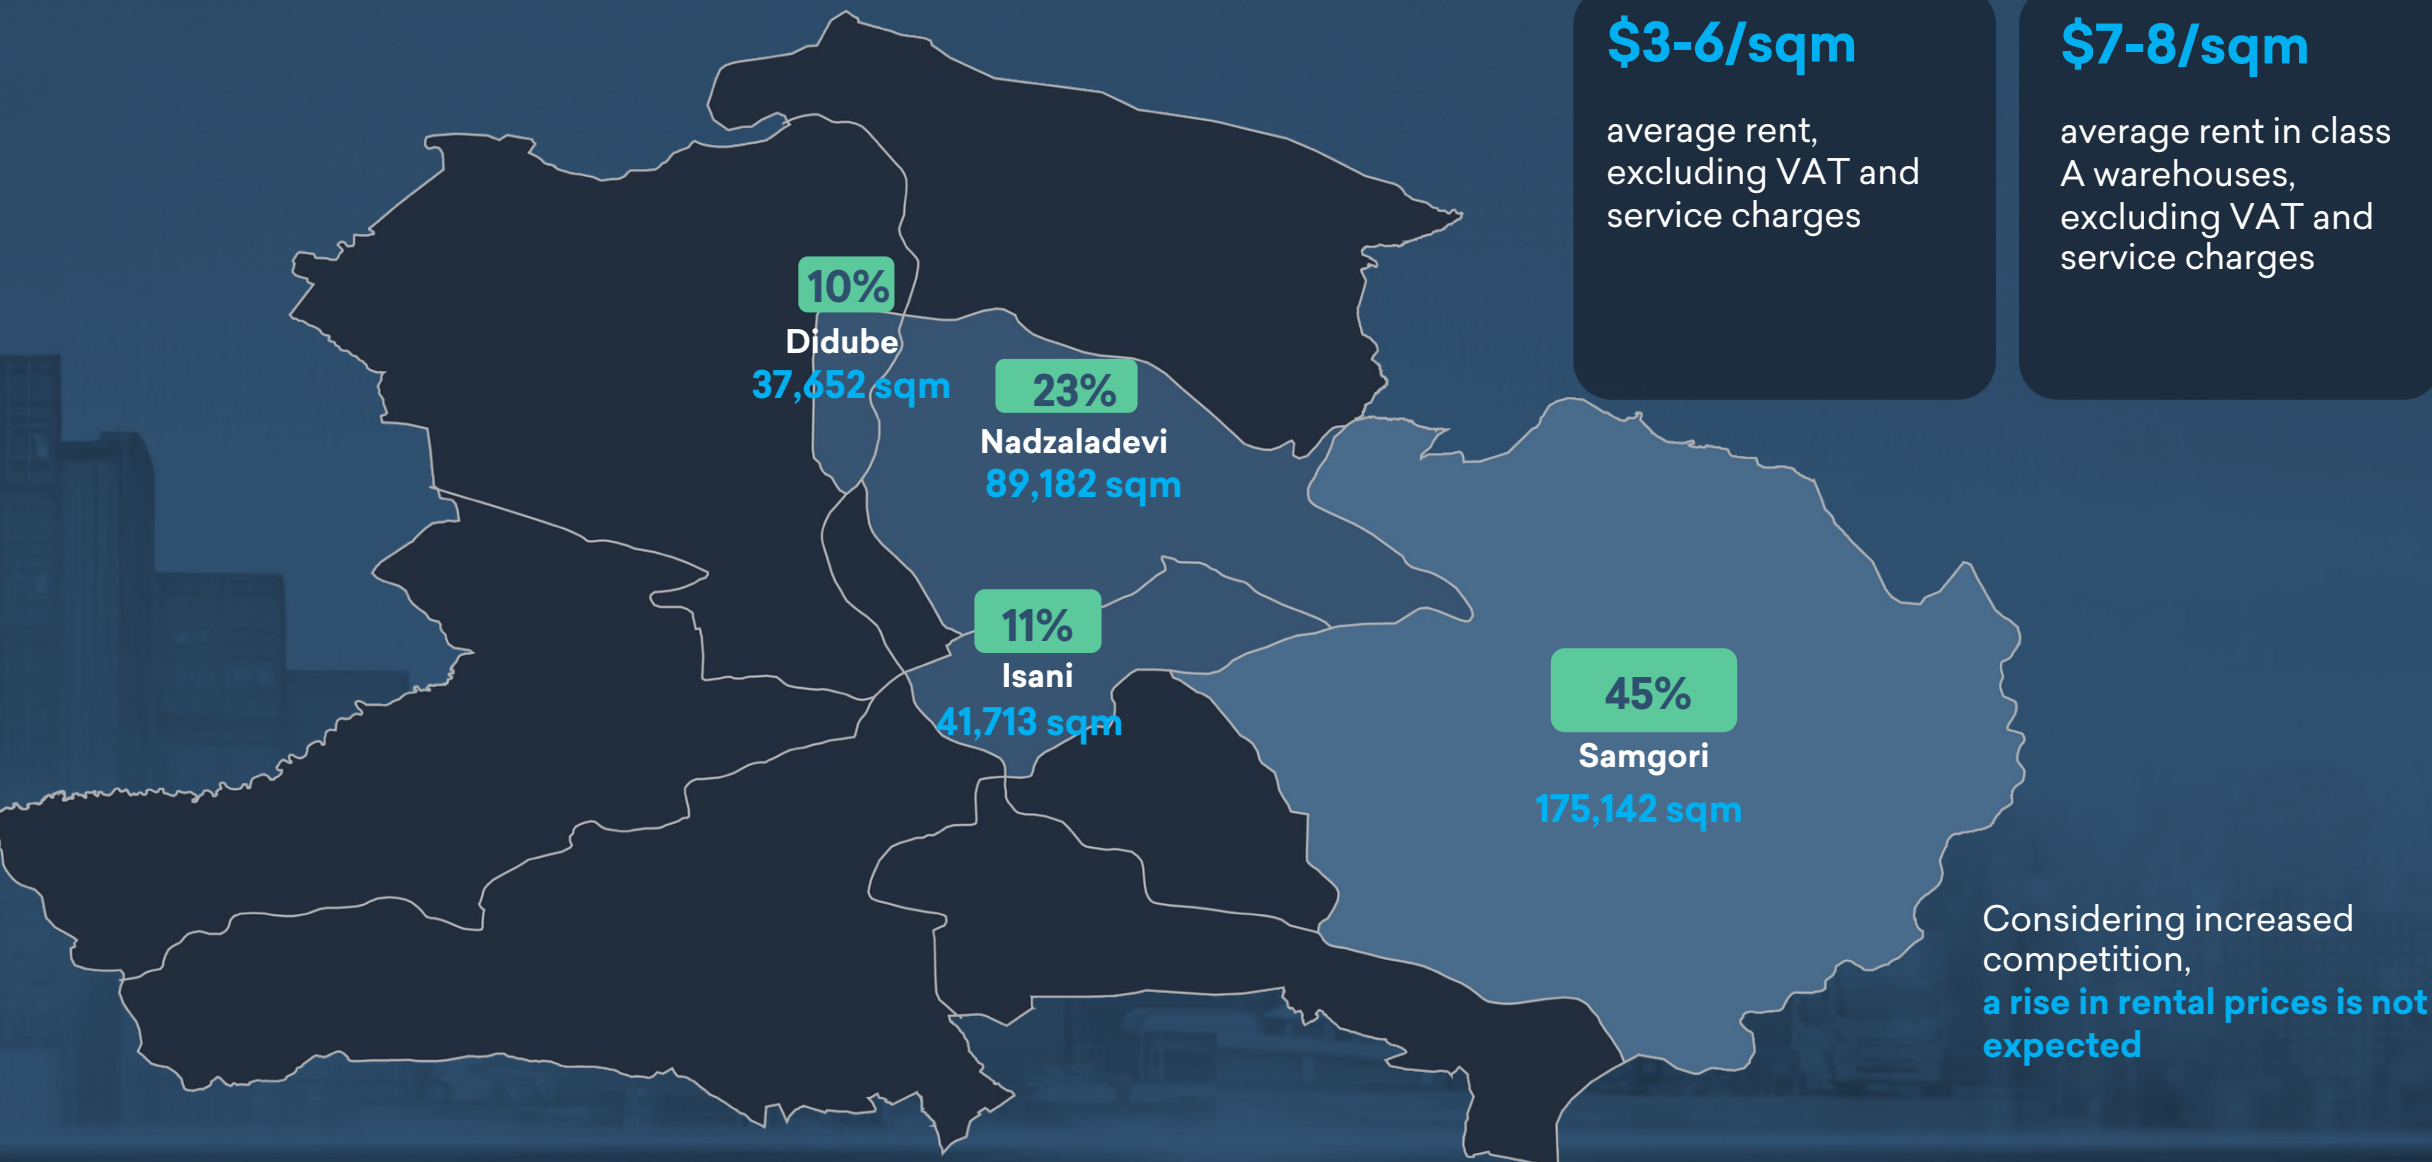 $3-6/sqm
average rent,
excluding VAT and
service charges
$7-8/sqm
average rent in class
A warehouses,
excluding VAT and
service charges
10%
Didube
37,652 sqm
23%
Nadzaladevi
89,182 sqm
11%
Isani
41,713 sqm
45%
Samgori
175,142 sqm
Considering increased
competition,
a rise in rental prices is not
expected